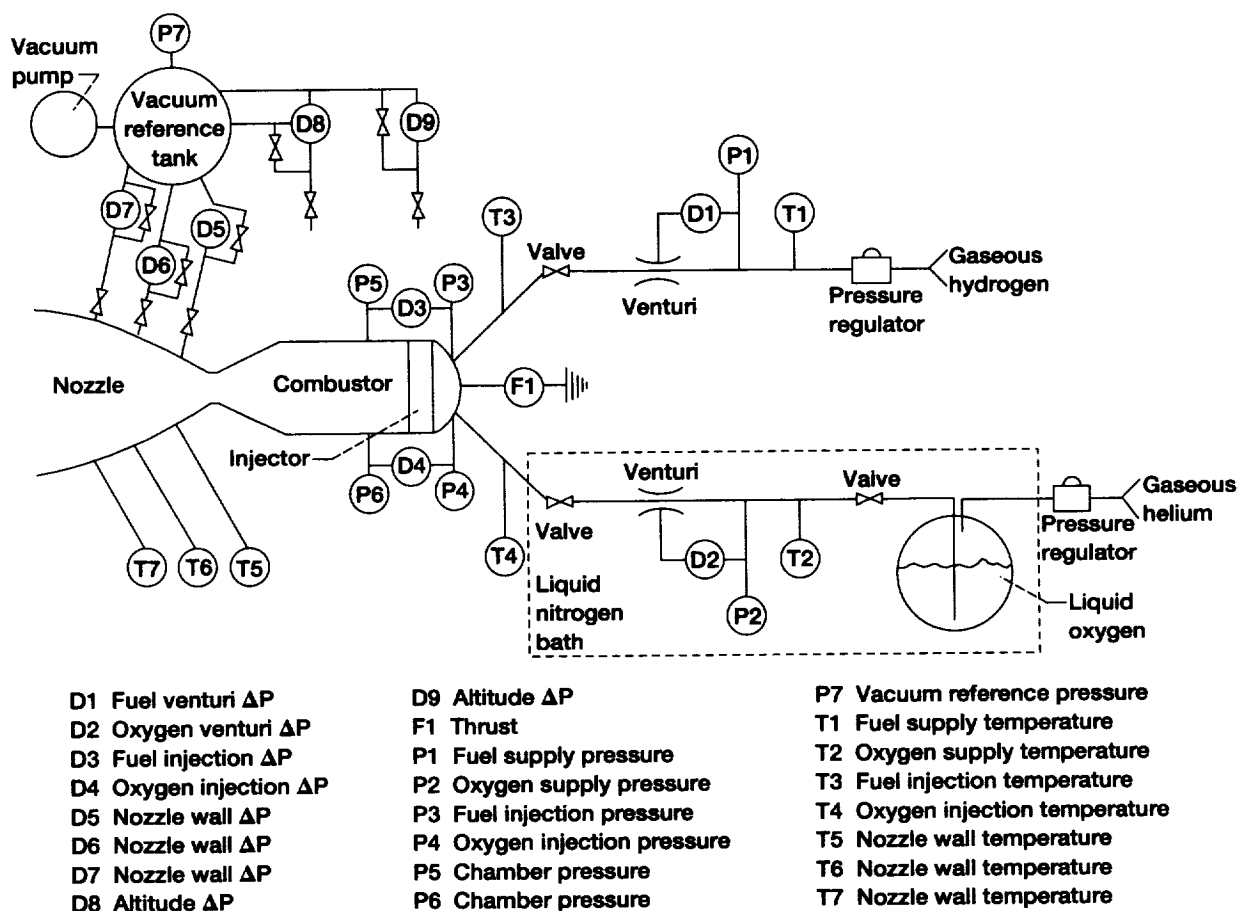 P7
Vacuum
pump
Vacuum
reference
tank
D8
D9
P1
D7
D5
D6
T3
D1
T1
Valve
Gaseous
hydrogen
P5
P3
D3
Venturi
Pressure
regulator
Nozzle
Combustor
F1
Injector
D4
P6
P4
Venturi
Valve
Gaseous
helium
Valve
Pressure
regulator
T7
T6
T5
T4
D2
T2
Liquid
nitrogen
bath
P2
Liquid
oxygen
D1 Fuel venturi ΔP
D2 Oxygen venturi ΔP
D3 Fuel injection ΔP
D4 Oxygen injection ΔP
D5 Nozzle wall ΔP
D6 Nozzle wall ΔP
D7 Nozzle wall ΔP
D8 Altitude ΔP
D9 Altitude ΔP
F1 Thrust
P1 Fuel supply pressure
P2 Oxygen supply pressure
P3 Fuel injection pressure
P4 Oxygen injection pressure
P5 Chamber pressure
P6 Chamber pressure
P7 Vacuum reference pressure
T1 Fuel supply temperature
T2 Oxygen supply temperature
T3 Fuel injection temperature
T4 Oxygen injection temperature
T5 Nozzle wall temperature
T6 Nozzle wall temperature
T7 Nozzle wall temperature